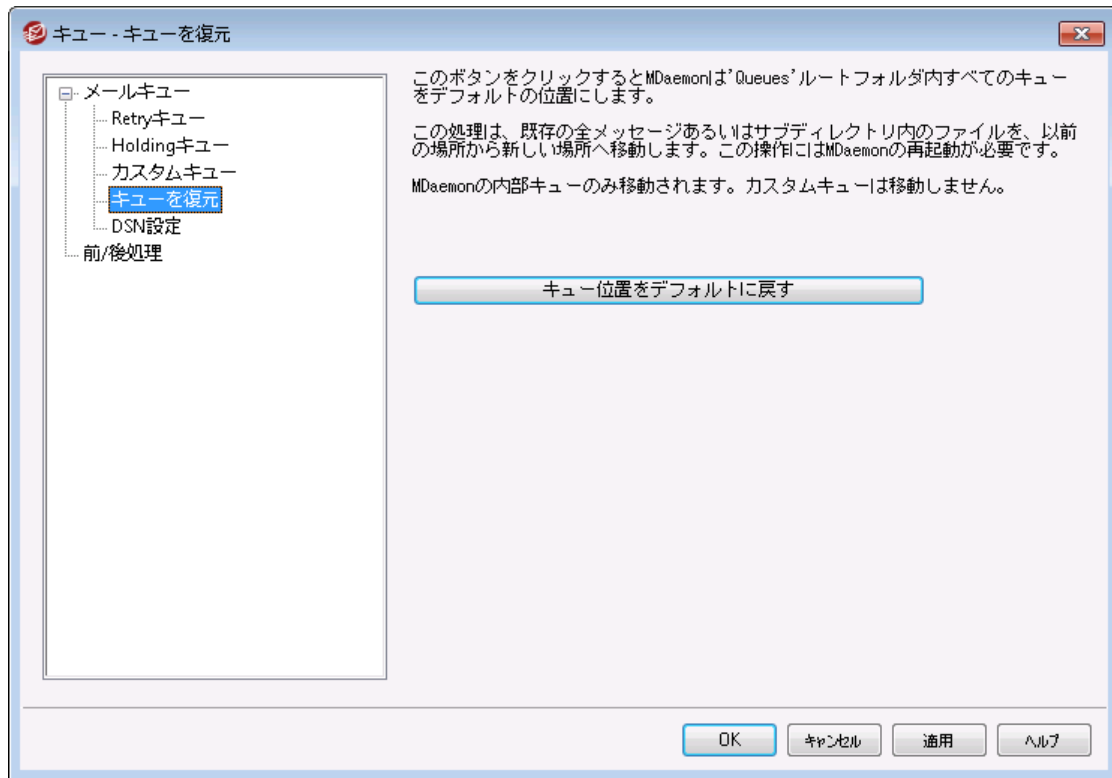 キュー - キューを復元
メールキュー
Retryキュー
Holdingキュー
カスタムキュー
キューを復元
DSN設定
前/後処理
このボタンをクリックするとMDaemonは'Queues'ルートフォルダ内すべてのキュー
をデフォルトの位置にします。
この処理は、既存の全メッセージあるいはサブディレクトリ内のファイルを、以前
の場所から新しい場所へ移動します。この操作にはMDaemonの再起動が必要です。
MDaemonの内部キューのみ移動されます。カスタムキューは移動しません。
キュー位置をデフォルトに戻す
OK
キャンセル
適用
ヘルプ